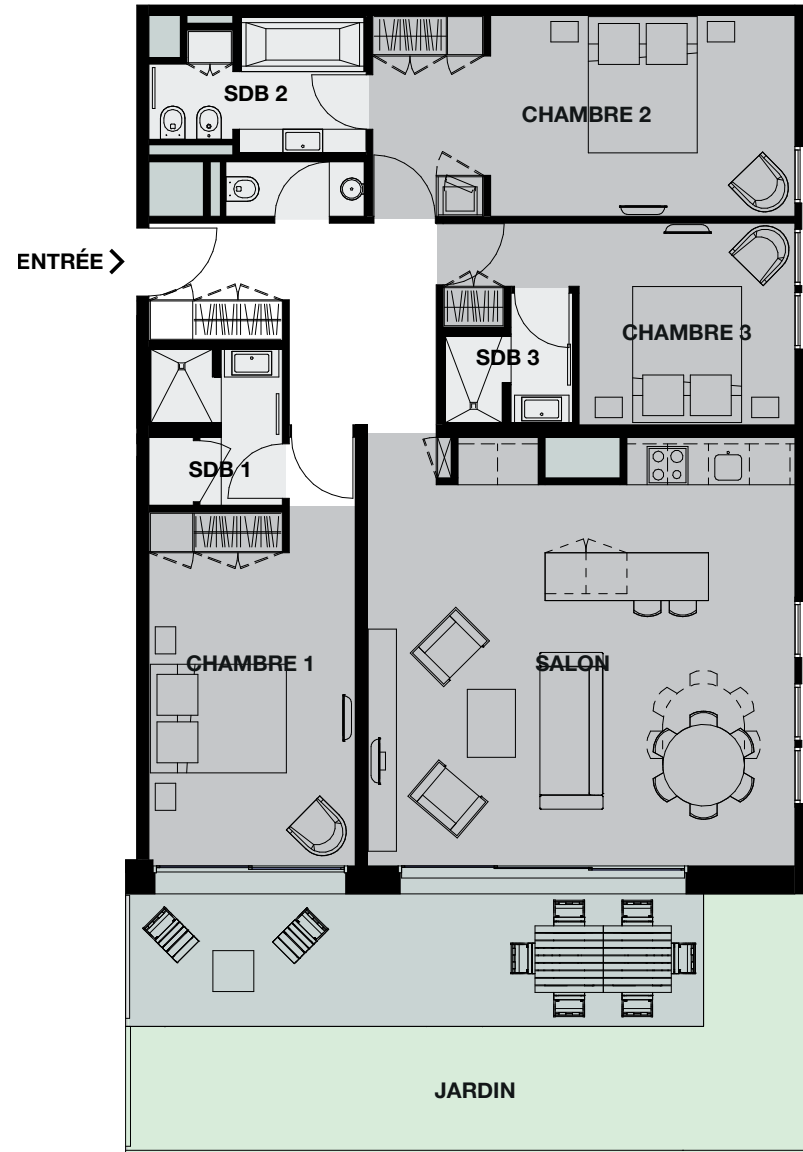 SDB 2
CHAMBRE 2
ENTRÉE
CHAMBRE 3
SDB 3
SDB 1
CHAMBRE 1
SALON
JARDIN